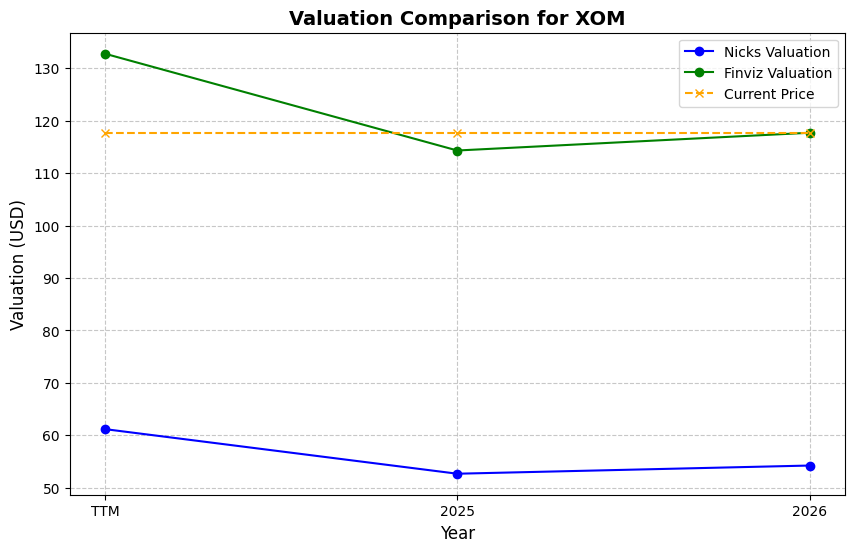 Valuation Comparison for XOM
Nicks Valuation
Finviz Valuation
Current Price
Valuation (USD)
130
120
110
100
90
80
70
60
50
TTM
2025
2026
Year